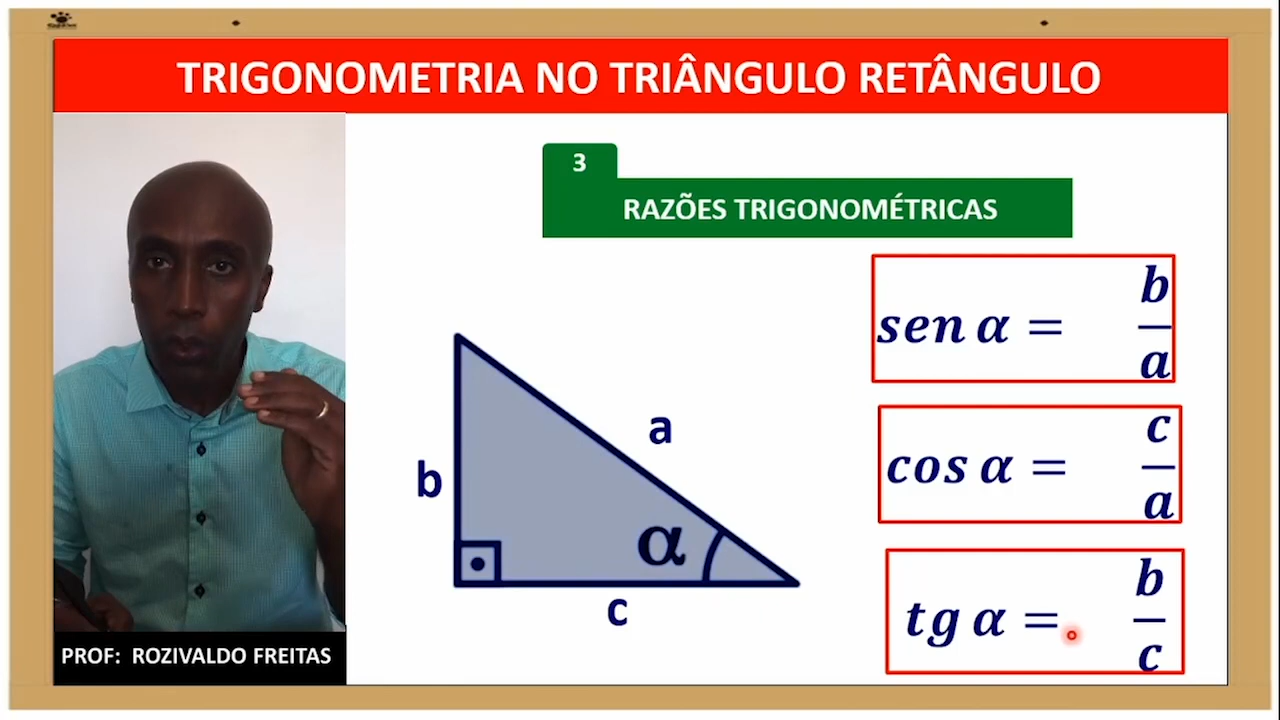 TRIGONOMETRIA NO TRIÂNGULO RETÂNGULO
3
RAZÕES TRIGONOMÉTRICAS
sen α = b/a
cos α = c/a
tg α = b/c
a
b
α
c
PROF: ROZIVALDO FREITAS